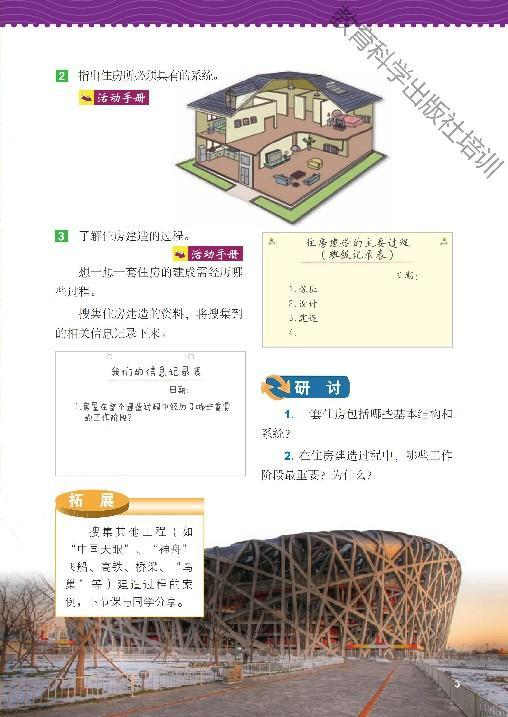 教育科学出版社培训
2 指出住房所必须具有的系统。
活动手册
3 了解住房建造的过程。
活动手册
想一想一套住房的建成需经历哪
些过程。
搜集住房建造的资料，将搜集到
的相关信息记录下来。
我们的信息记录表
日期：
1.房屋在整个建造过程中经历了哪些重要
的工作阶段？
住房建造的主要过程
（班级记录表）
日期：
1.选址
2.设计
3.建造
4.
研讨
1. 一套住房包括哪些基本结构和
系统？
2. 在住房建造过程中，哪些工作
阶段最重要？为什么？
拓展
搜集其他工程（如
“中国天眼”、“神舟”
飞船、高铁、桥梁、“鸟
巢”等）建造过程的案
例，下节课与同学分享。
3